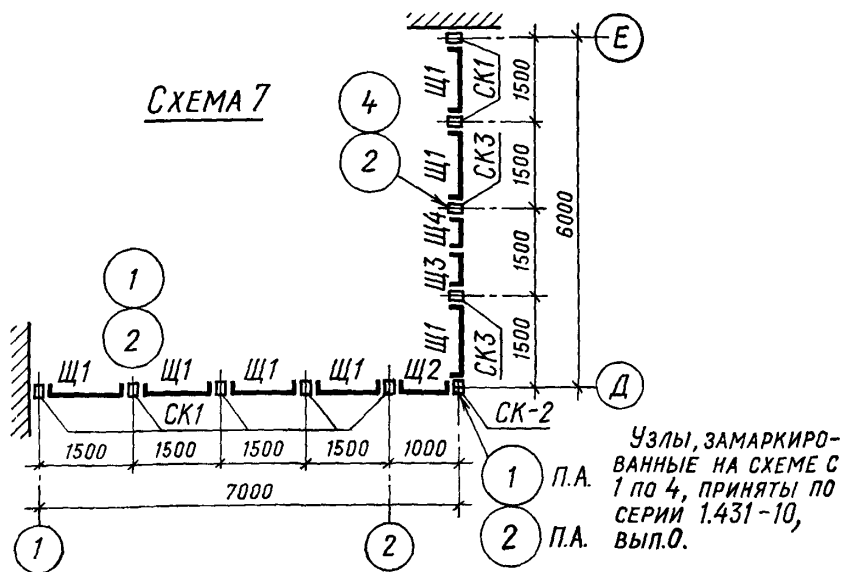 СХЕМА 7
Е
4
2
Щ1
СК1
1500
Щ1
СК3
1500
6000
Щ4
Щ3
1500
Щ1
СК3
1500
Д
1
2
Щ1
Щ1
Щ1
Щ1
Щ2
СК1
СК-2
1500
1500
1500
1500
1000
7000
1
2
1 П.А.
2 П.А.
УЗЛЫ, ЗАМАРКИРО-
ВАННЫЕ НА СХЕМЕ С
1 ПО 4, ПРИНЯТЫ ПО
СЕРИИ 1.431-10,
ВЫП.0.